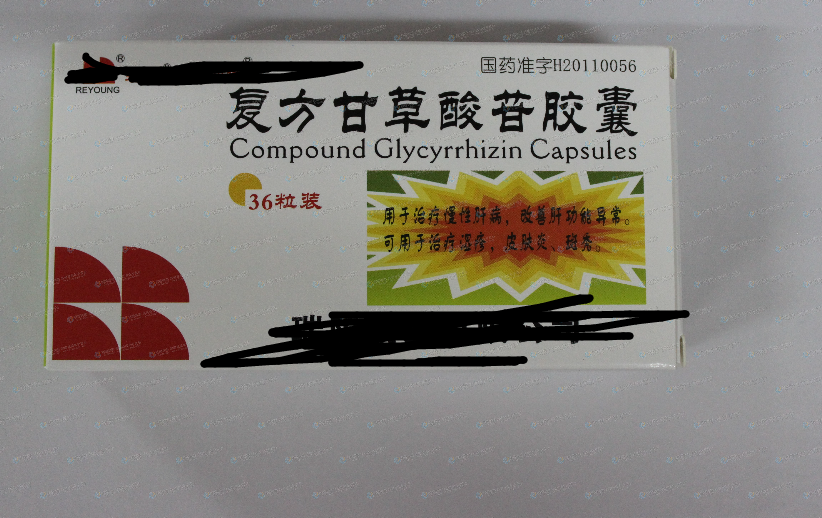 ®
REYOUNG
国药准字H20110056
复方甘草酸苷胶囊
Compound Glycyrrhizin Capsules
36粒装
用于治疗慢性肝病，改善肝功能异常。
可用于治疗湿疹，皮肤炎、斑秃。